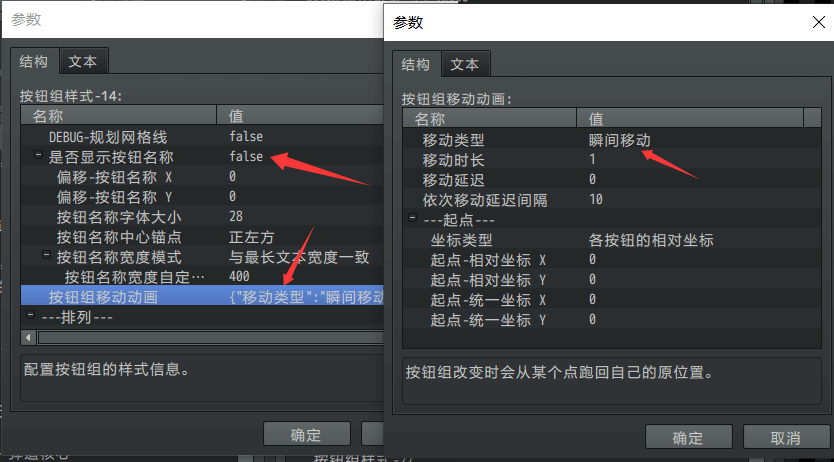 参数
结构 文本
按钮组样式-14:
名称 值
DEBUG-规划网格线 false
是否显示按钮名称 false
偏移-按钮名称 X 0
偏移-按钮名称 Y 0
按钮名称字体大小 28
按钮名称中心锚点 正左方
按钮名称宽度模式 与最长文本宽度一致
按钮名称宽度自定… 400
按钮组移动动画 {"移动类型":"瞬间移动
---排列---
配置按钮组的样式信息。
确定
参数
结构 文本
按钮组移动动画:
名称 值
移动类型 瞬间移动
移动时长 1
移动延迟 0
依次移动延迟间隔 10
---起点---
坐标类型 各按钮的相对坐标
起点-相对坐标 X 0
起点-相对坐标 Y 0
起点-统一坐标 X 0
起点-统一坐标 Y 0
按钮组改变时会从某个点跑回自己的原位置。
确定 取消